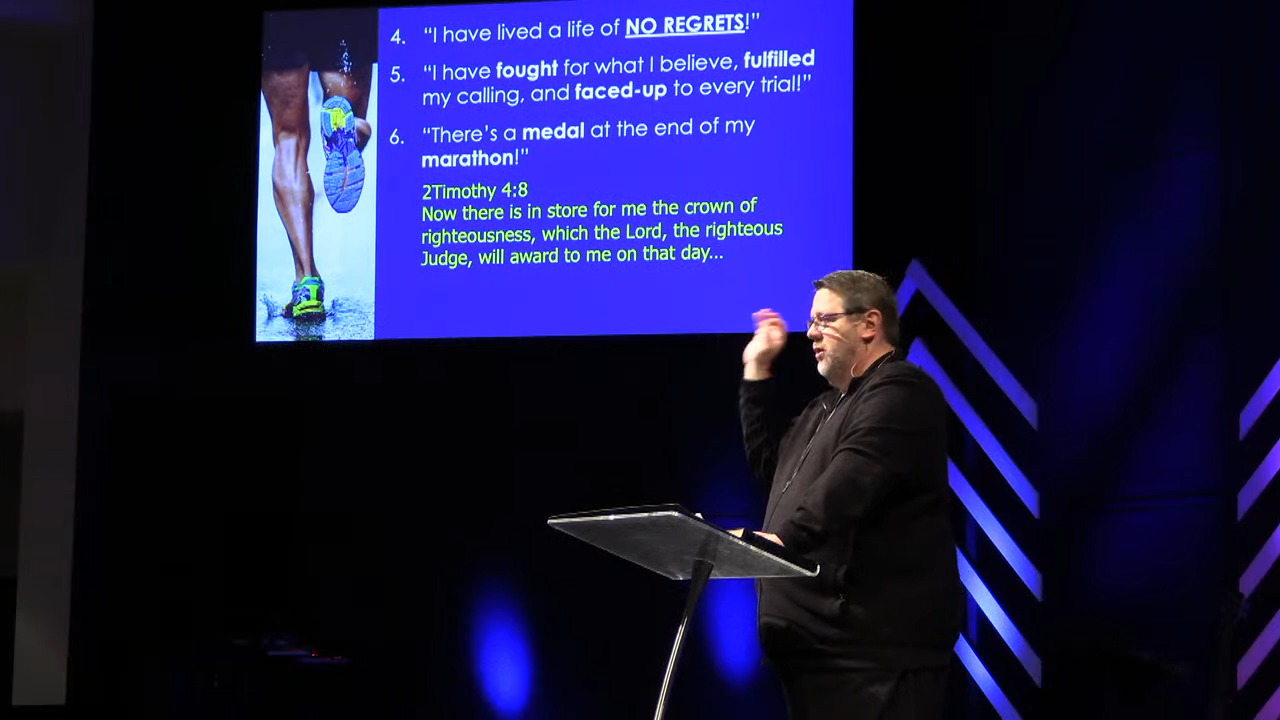 4. “I have lived a life of NO REGRETS!”
5. “I have fought for what I believe, fulfilled
my calling, and faced-up to every trial!”
6. “There’s a medal at the end of my
marathon!”
2Timothy 4:8
Now there is in store for me the crown of
righteousness, which the Lord, the righteous
Judge, will award to me on that day...